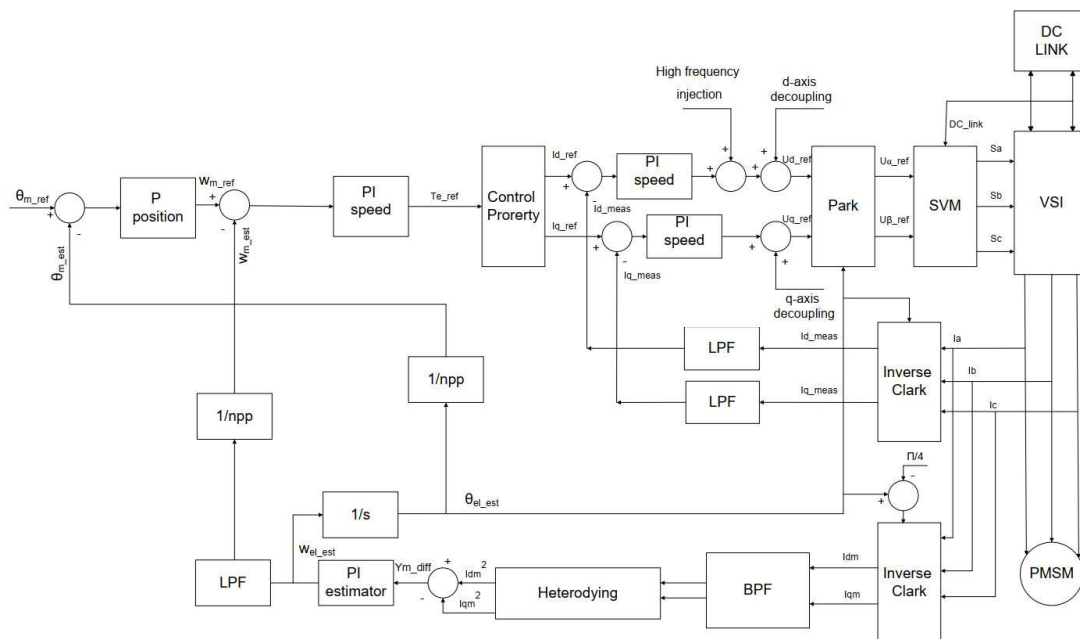 DC
LINK
High frequency
injection
d-axis
decoupling
DC_link
Id_ref
Ud_ref
Uα_ref
Sa
+
+
+
+
θm_ref
wm_ref
P
position
PI
speed
Te_ref
Control
Prorerty
PI
speed
Park
SVM
VSI
+
-
+
-
+
-
Id_meas
Iq_ref
PI
speed
Uq_ref
Uβ_ref
Sb
Sc
+
-
Iq_meas
+
+
θm_est
wm_est
q-axis
decoupling
LPF
Id_meas
Inverse
Clark
Ia
Ib
Ic
1/npp
1/npp
LPF
Iq_meas
Π/4
-
+
θel_est
1/s
wel_est
LPF
PI
estimator
Ym_diff
+
-
Idm²
Iqm²
Heterodying
BPF
Idm
Iqm
Inverse
Clark
PMSM